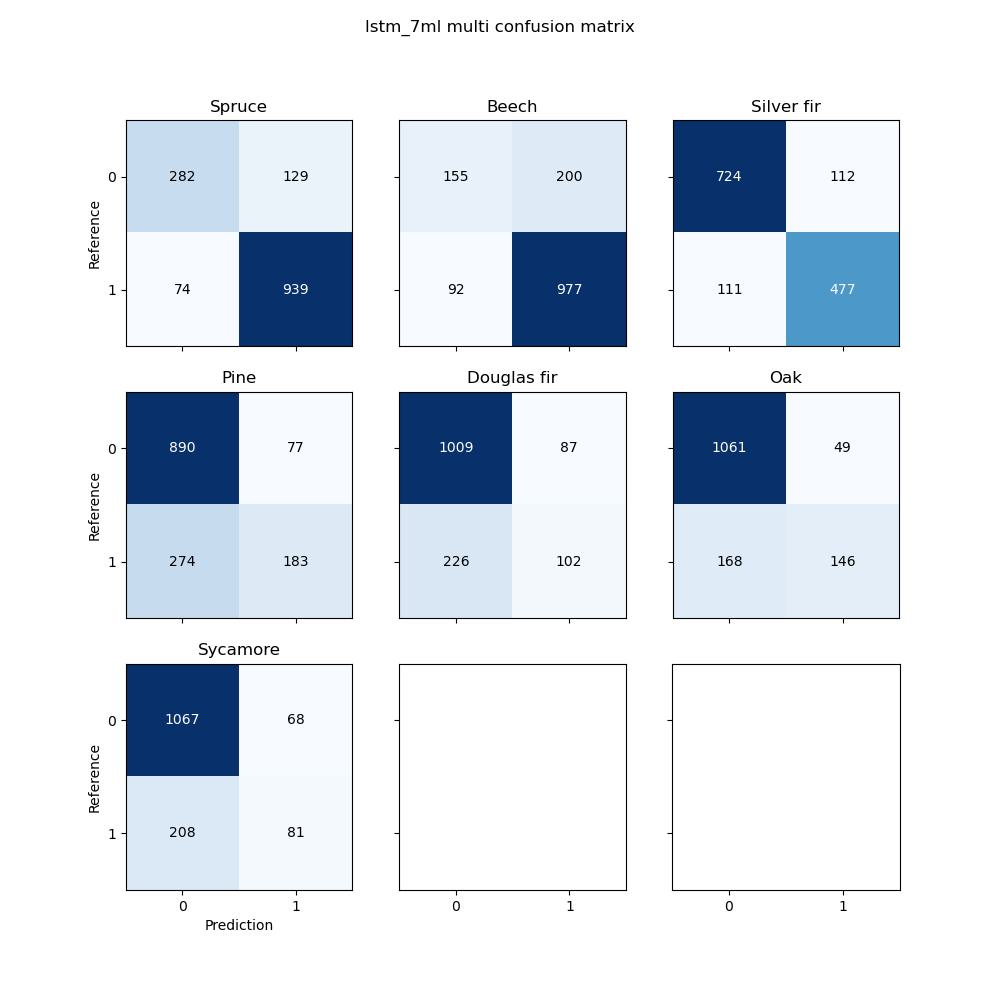 lstm_7ml multi confusion matrix
Spruce Beech Silver fir
0 282 129 155 200 724 112
Reference
1 74 939 92 977 111 477
Pine Douglas fir Oak
0 890 77 1009 87 1061 49
Reference
1 274 183 226 102 168 146
Sycamore
0 1067 68
Reference
1 208 81
0 1 0 1 0 1
Prediction